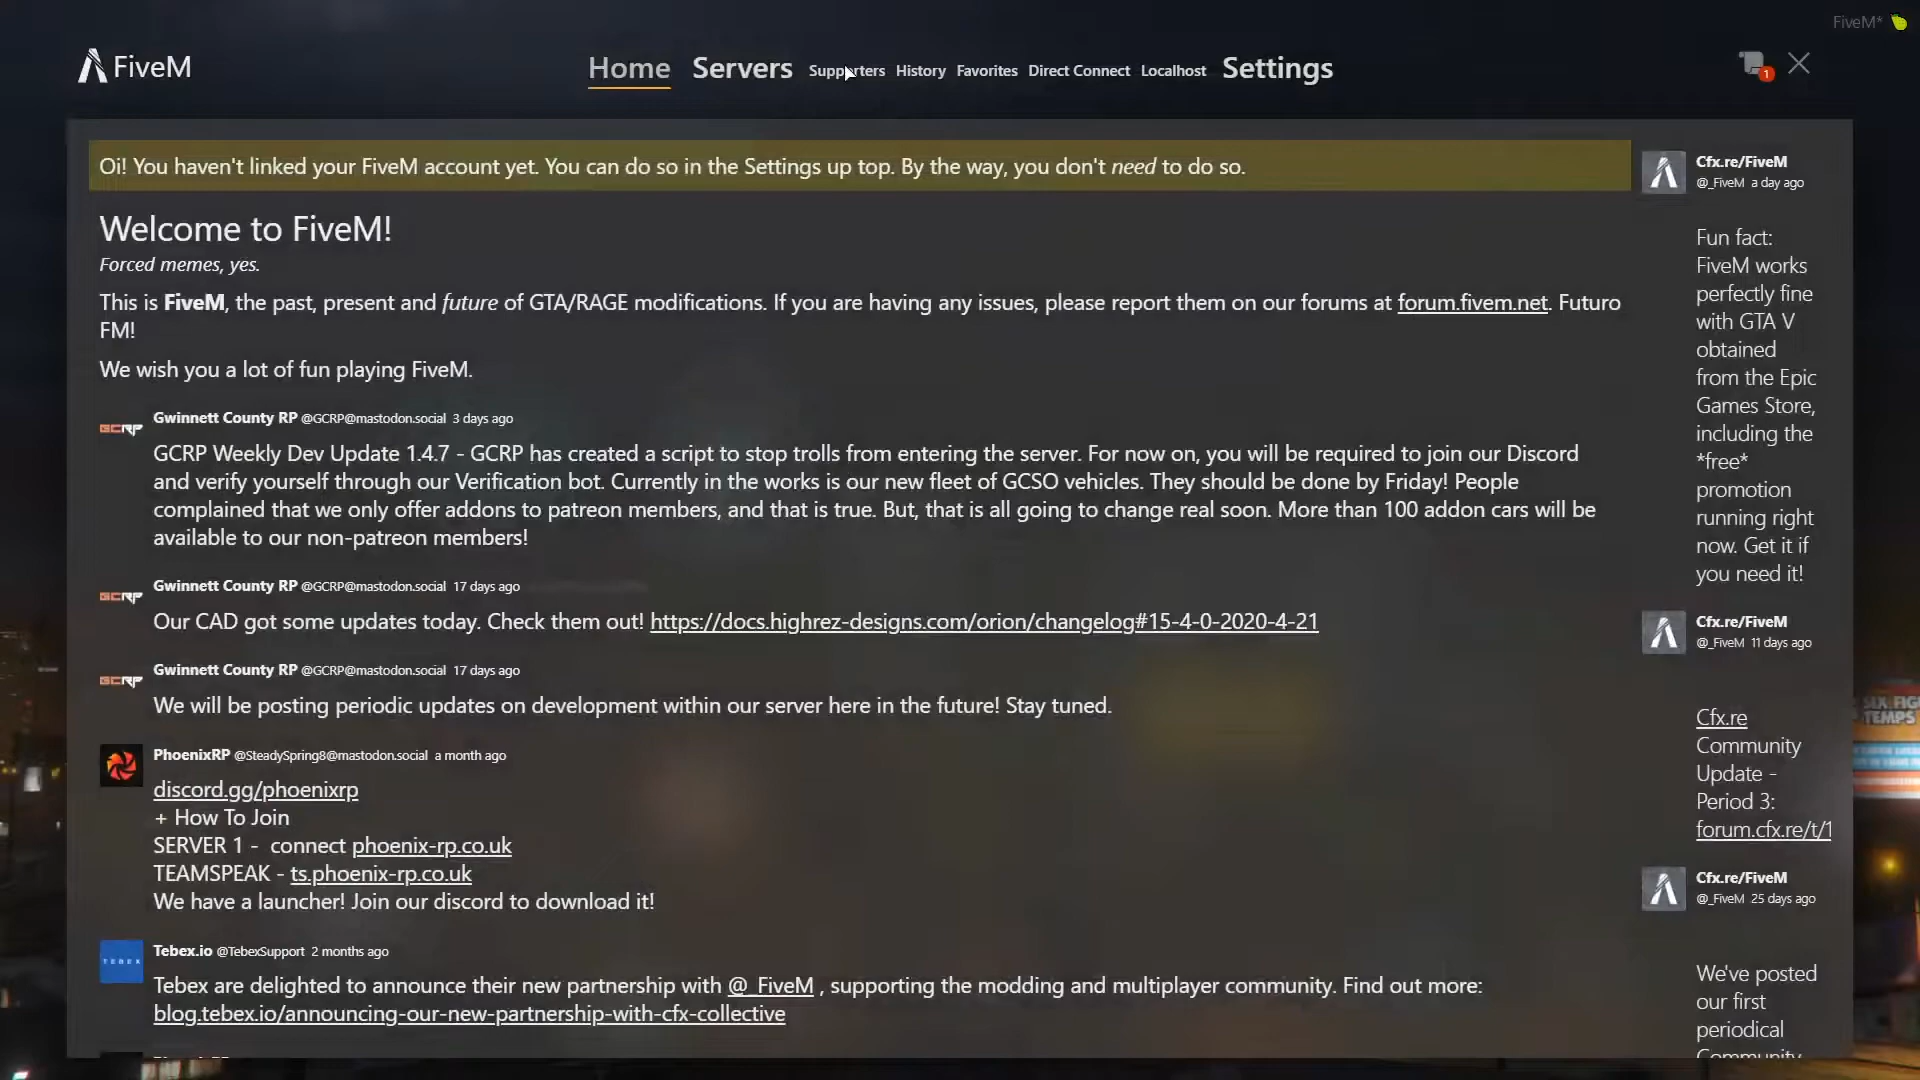 FiveM*
FiveM
Home Servers Supporters History Favorites Direct Connect Localhost Settings
1
Oi! You haven't linked your FiveM account yet. You can do so in the Settings up top. By the way, you don't need to do so.
Welcome to FiveM!
Forced memes, yes.
This is FiveM, the past, present and future of GTA/RAGE modifications. If you are having any issues, please report them on our forums at forum.fivem.net. Futuro
FM!
We wish you a lot of fun playing FiveM.
GCRP
Gwinnett County RP @GCRP@mastodon.social 3 days ago
GCRP Weekly Dev Update 1.4.7 - GCRP has created a script to stop trolls from entering the server. For now on, you will be required to join our Discord
and verify yourself through our Verification bot. Currently in the works is our new fleet of GCSO vehicles. They should be done by Friday! People
complained that we only offer addons to patreon members, and that is true. But, that is all going to change real soon. More than 100 addon cars will be
available to our non-patreon members!
GCRP
Gwinnett County RP @GCRP@mastodon.social 17 days ago
Our CAD got some updates today. Check them out! https://docs.highrez-designs.com/orion/changelog#15-4-0-2020-4-21
GCRP
Gwinnett County RP @GCRP@mastodon.social 17 days ago
We will be posting periodic updates on development within our server here in the future! Stay tuned.
PhoenixRP @SteadySpring8@mastodon.social a month ago
discord.gg/phoenixrp
+ How To Join
SERVER 1 - connect phoenix-rp.co.uk
TEAMSPEAK - ts.phoenix-rp.co.uk
We have a launcher! Join our discord to download it!
TEBEX
Tebex.io @TebexSupport 2 months ago
Tebex are delighted to announce their new partnership with @_FiveM , supporting the modding and multiplayer community. Find out more:
blog.tebex.io/announcing-our-new-partnership-with-cfx-collective
Cfx.re/FiveM
@_FiveM a day ago
Fun fact:
FiveM works
perfectly fine
with GTA V
obtained
from the Epic
Games Store,
including the
*free*
promotion
running right
now. Get it if
you need it!
Cfx.re/FiveM
@_FiveM 11 days ago
Cfx.re
Community
Update -
Period 3:
forum.cfx.re/t/1
Cfx.re/FiveM
@_FiveM 25 days ago
We've posted
our first
periodical
Community
SIX FIG
TEMPS